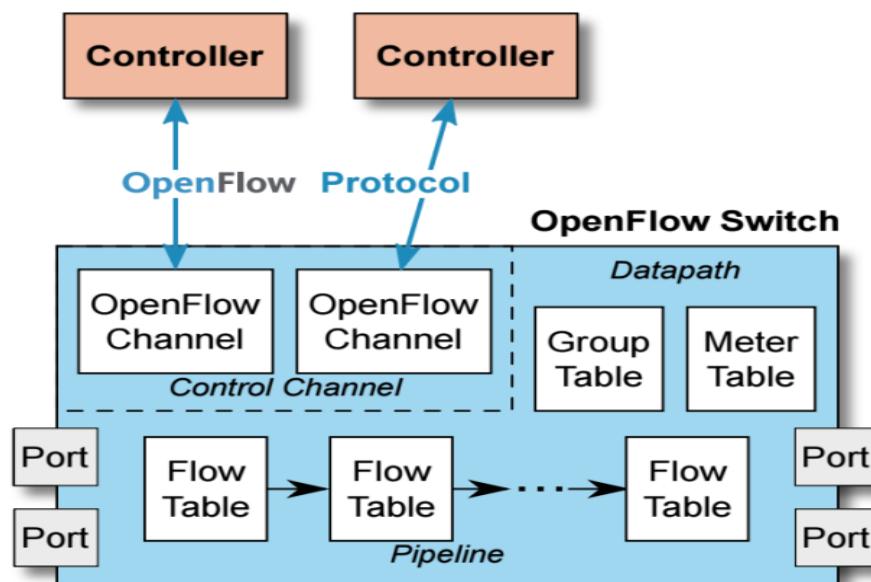 Controller
Controller
OpenFlow Protocol
OpenFlow Switch
Datapath
OpenFlow
Channel
OpenFlow
Channel
Control Channel
Group
Table
Meter
Table
Port
Port
Flow
Table
Flow
Table
...
Flow
Table
Pipeline
Port
Port